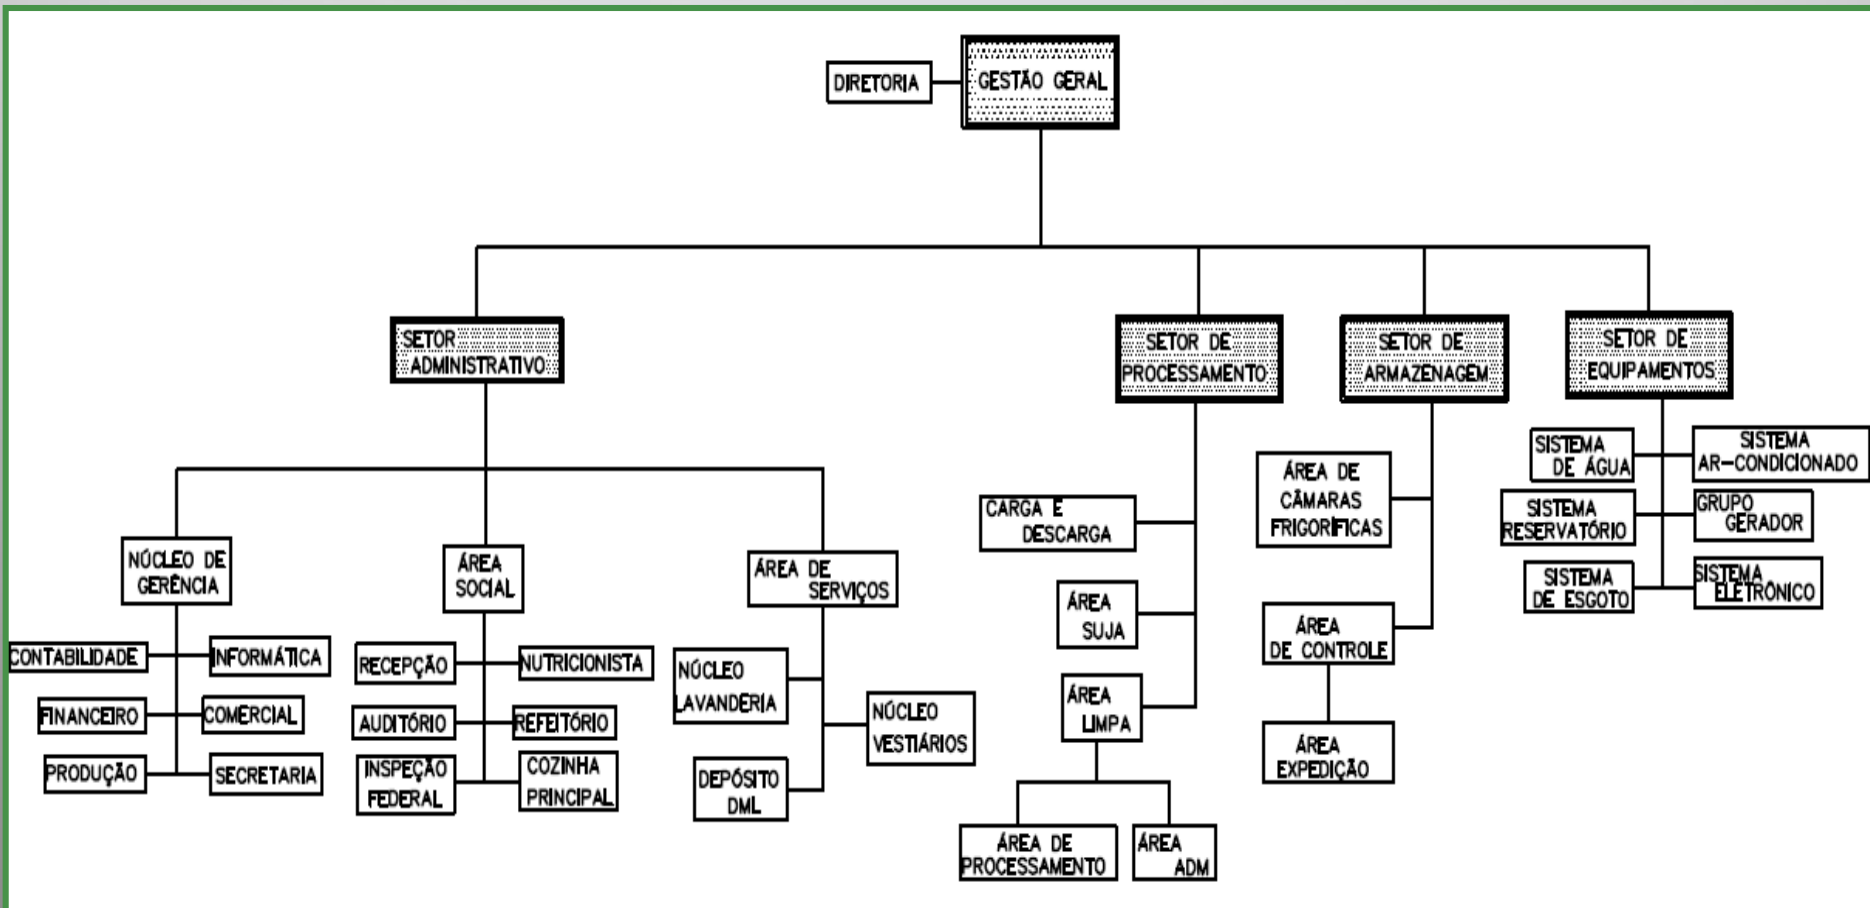 DIRETORIA
GESTÃO GERAL
SETOR
ADMINISTRATIVO
SETOR DE
PROCESSAMENTO
SETOR DE
ARMAZENAGEM
SETOR DE
EQUIPAMENTOS
NÚCLEO DE
GERÊNCIA
CONTABILIDADE
INFORMÁTICA
FINANCEIRO
COMERCIAL
PRODUÇÃO
SECRETARIA
ÁREA
SOCIAL
RECEPÇÃO
NUTRICIONISTA
AUDITÓRIO
REFEITÓRIO
INSPEÇÃO
FEDERAL
COZINHA
PRINCIPAL
ÁREA DE
SERVIÇOS
NÚCLEO
LAVANDERIA
NÚCLEO
VESTIÁRIOS
DEPÓSITO
DML
CARGA E
DESCARGA
ÁREA
SUJA
ÁREA
LIMPA
ÁREA DE
PROCESSAMENTO
ÁREA
ADM
ÁREA DE
CÂMARAS
FRIGORÍFICAS
ÁREA
DE CONTROLE
ÁREA
EXPEDIÇÃO
SISTEMA
DE ÁGUA
SISTEMA
AR-CONDICIONADO
SISTEMA
RESERVATÓRIO
GRUPO
GERADOR
SISTEMA
DE ESGOTO
SISTEMA
ELETRÔNICO